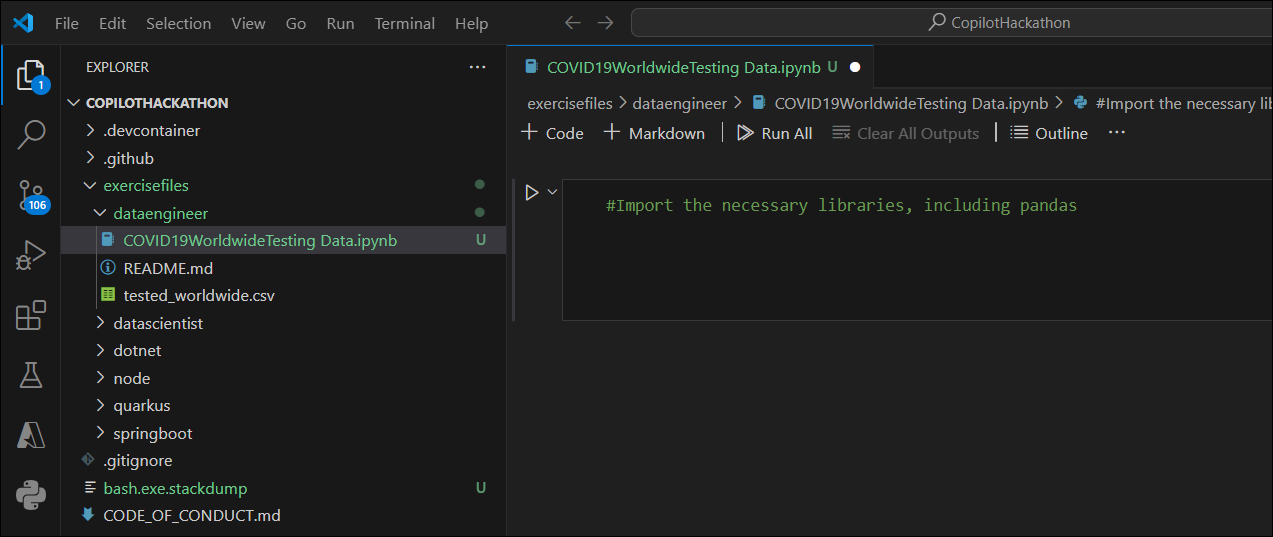 File Edit Selection View Go Run Terminal Help CopilotHackathon
EXPLORER
1
COPILOTHACKATHON
.devcontainer
.github
exercisefiles
dataengineer
COVID19WorldwideTesting Data.ipynb U
README.md
tested_worldwide.csv
datascientist
dotnet
node
quarkus
springboot
.gitignore
bash.exe.stackdump U
CODE_OF_CONDUCT.md
106
COVID19WorldwideTesting Data.ipynb U
exercisefiles > dataengineer > COVID19WorldwideTesting Data.ipynb > #Import the necessary lib
+ Code + Markdown Run All Clear All Outputs Outline ...
#Import the necessary libraries, including pandas